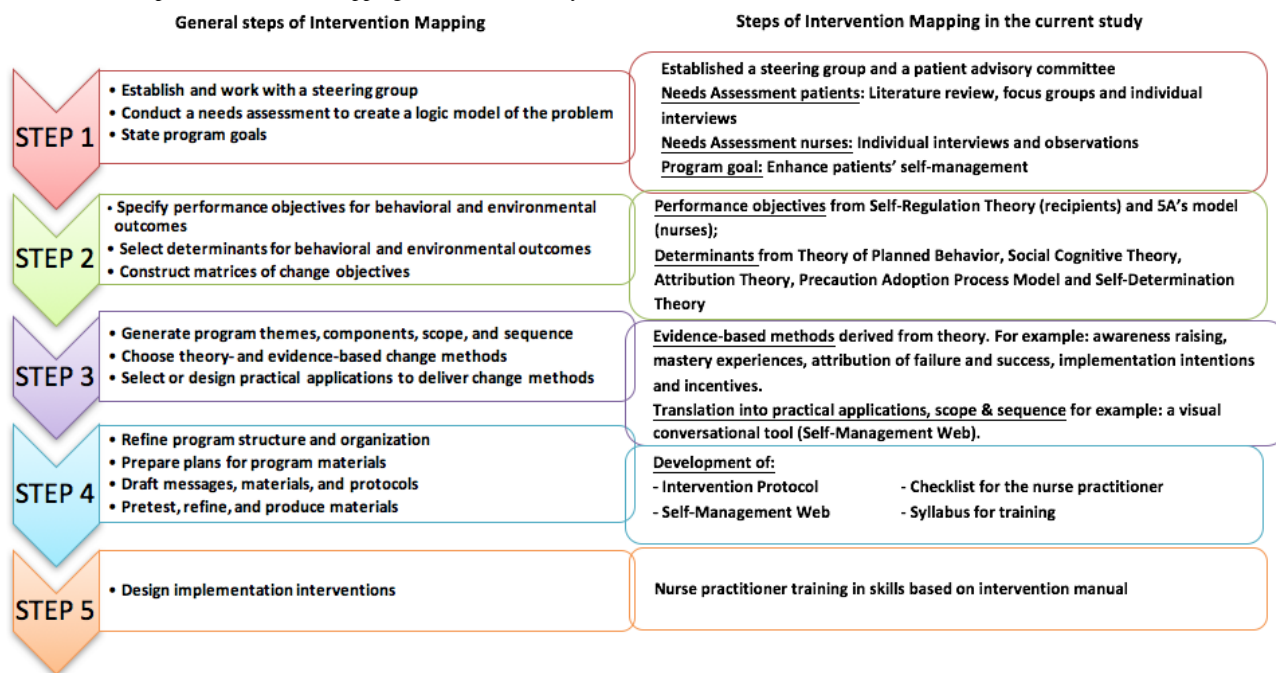 General steps of Intervention Mapping
Steps of Intervention Mapping in the current study
STEP 1
• Establish and work with a steering group
• Conduct a needs assessment to create a logic model of the problem
• State program goals
Established a steering group and a patient advisory committee
Needs Assessment patients: Literature review, focus groups and individual
interviews
Needs Assessment nurses: Individual interviews and observations
Program goal: Enhance patients' self-management
STEP 2
• Specify performance objectives for behavioral and environmental
outcomes
• Select determinants for behavioral and environmental outcomes
• Construct matrices of change objectives
Performance objectives from Self-Regulation Theory (recipients) and 5A's model
(nurses);
Determinants from Theory of Planned Behavior, Social Cognitive Theory,
Attribution Theory, Precaution Adoption Process Model and Self-Determination
Theory
STEP 3
• Generate program themes, components, scope, and sequence
• Choose theory- and evidence-based change methods
• Select or design practical applications to deliver change methods
Evidence-based methods derived from theory. For example: awareness raising,
mastery experiences, attribution of failure and success, implementation intentions
and incentives.
Translation into practical applications, scope & sequence for example: a visual
conversational tool (Self-Management Web).
STEP 4
• Refine program structure and organization
• Prepare plans for program materials
• Draft messages, materials, and protocols
• Pretest, refine, and produce materials
Development of:
- Intervention Protocol
- Checklist for the nurse practitioner
- Self-Management Web
- Syllabus for training
STEP 5
• Design implementation interventions
Nurse practitioner training in skills based on intervention manual